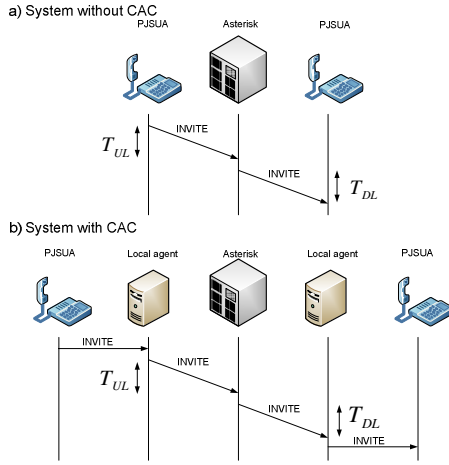 a) System without CAC
PJSUA Asterisk PJSUA
INVITE
T_UL
INVITE
T_DL
b) System with CAC
PJSUA Local agent Asterisk Local agent PJSUA
INVITE
INVITE
T_UL
INVITE
T_DL
INVITE